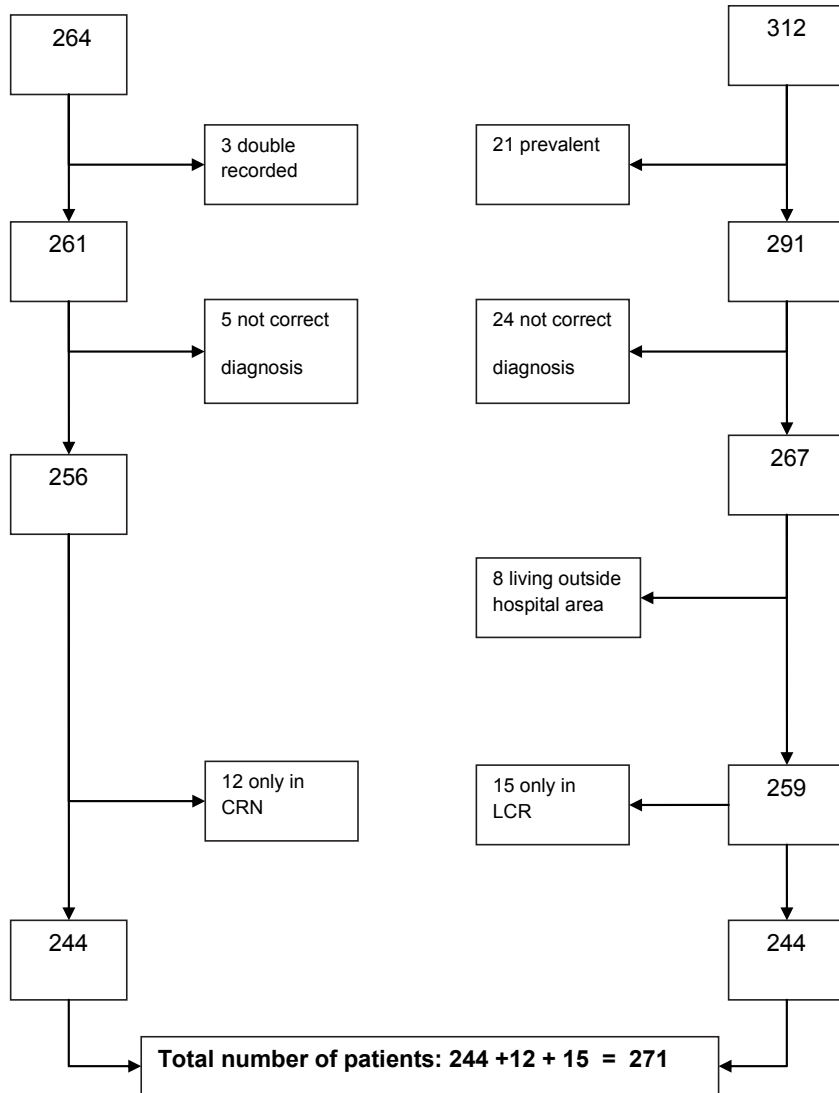 264
312
3 double
recorded
21 prevalent
261
291
5 not correct
diagnosis
24 not correct
diagnosis
256
267
8 living outside
hospital area
12 only in
CRN
15 only in
LCR
259
244
244
Total number of patients: 244 +12 + 15 = 271